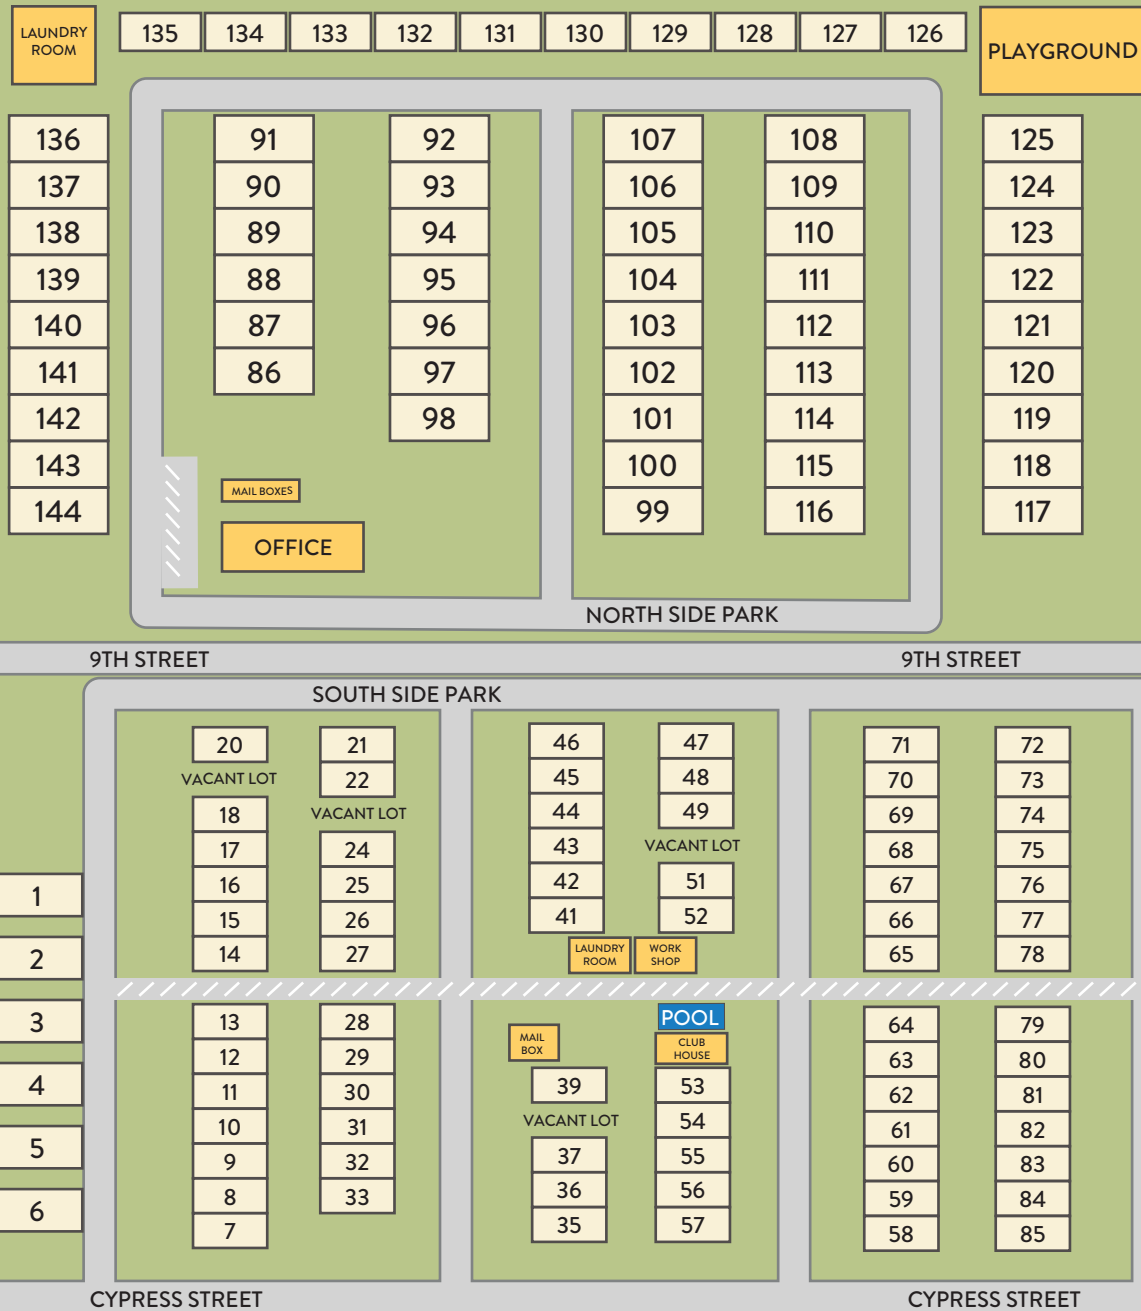 LAUNDRY
ROOM
135 134 133 132 131 130 129 128 127 126
PLAYGROUND
136 91 92 107 108 125
137 90 93 106 109 124
138 89 94 105 110 123
139 88 95 104 111 122
140 87 96 103 112 121
141 86 97 102 113 120
142 98 101 114 119
143 100 115 118
144 99 116 117
MAIL BOXES
OFFICE
NORTH SIDE PARK
9TH STREET 9TH STREET
SOUTH SIDE PARK
1
2
3
4
5
6
20
VACANT LOT
18
17
16
15
14
21
22
VACANT LOT
24
25
26
27
13
12
11
10
9
8
7
28
29
30
31
32
33
46
45
44
43
42
41
47
48
49
VACANT LOT
51
52
LAUNDRY
ROOM
WORK
SHOP
MAIL
BOX
39
VACANT LOT
37
36
35
POOL
CLUB
HOUSE
53
54
55
56
57
71
70
69
68
67
66
65
72
73
74
75
76
77
78
64
63
62
61
60
59
58
79
80
81
82
83
84
85
CYPRESS STREET CYPRESS STREET